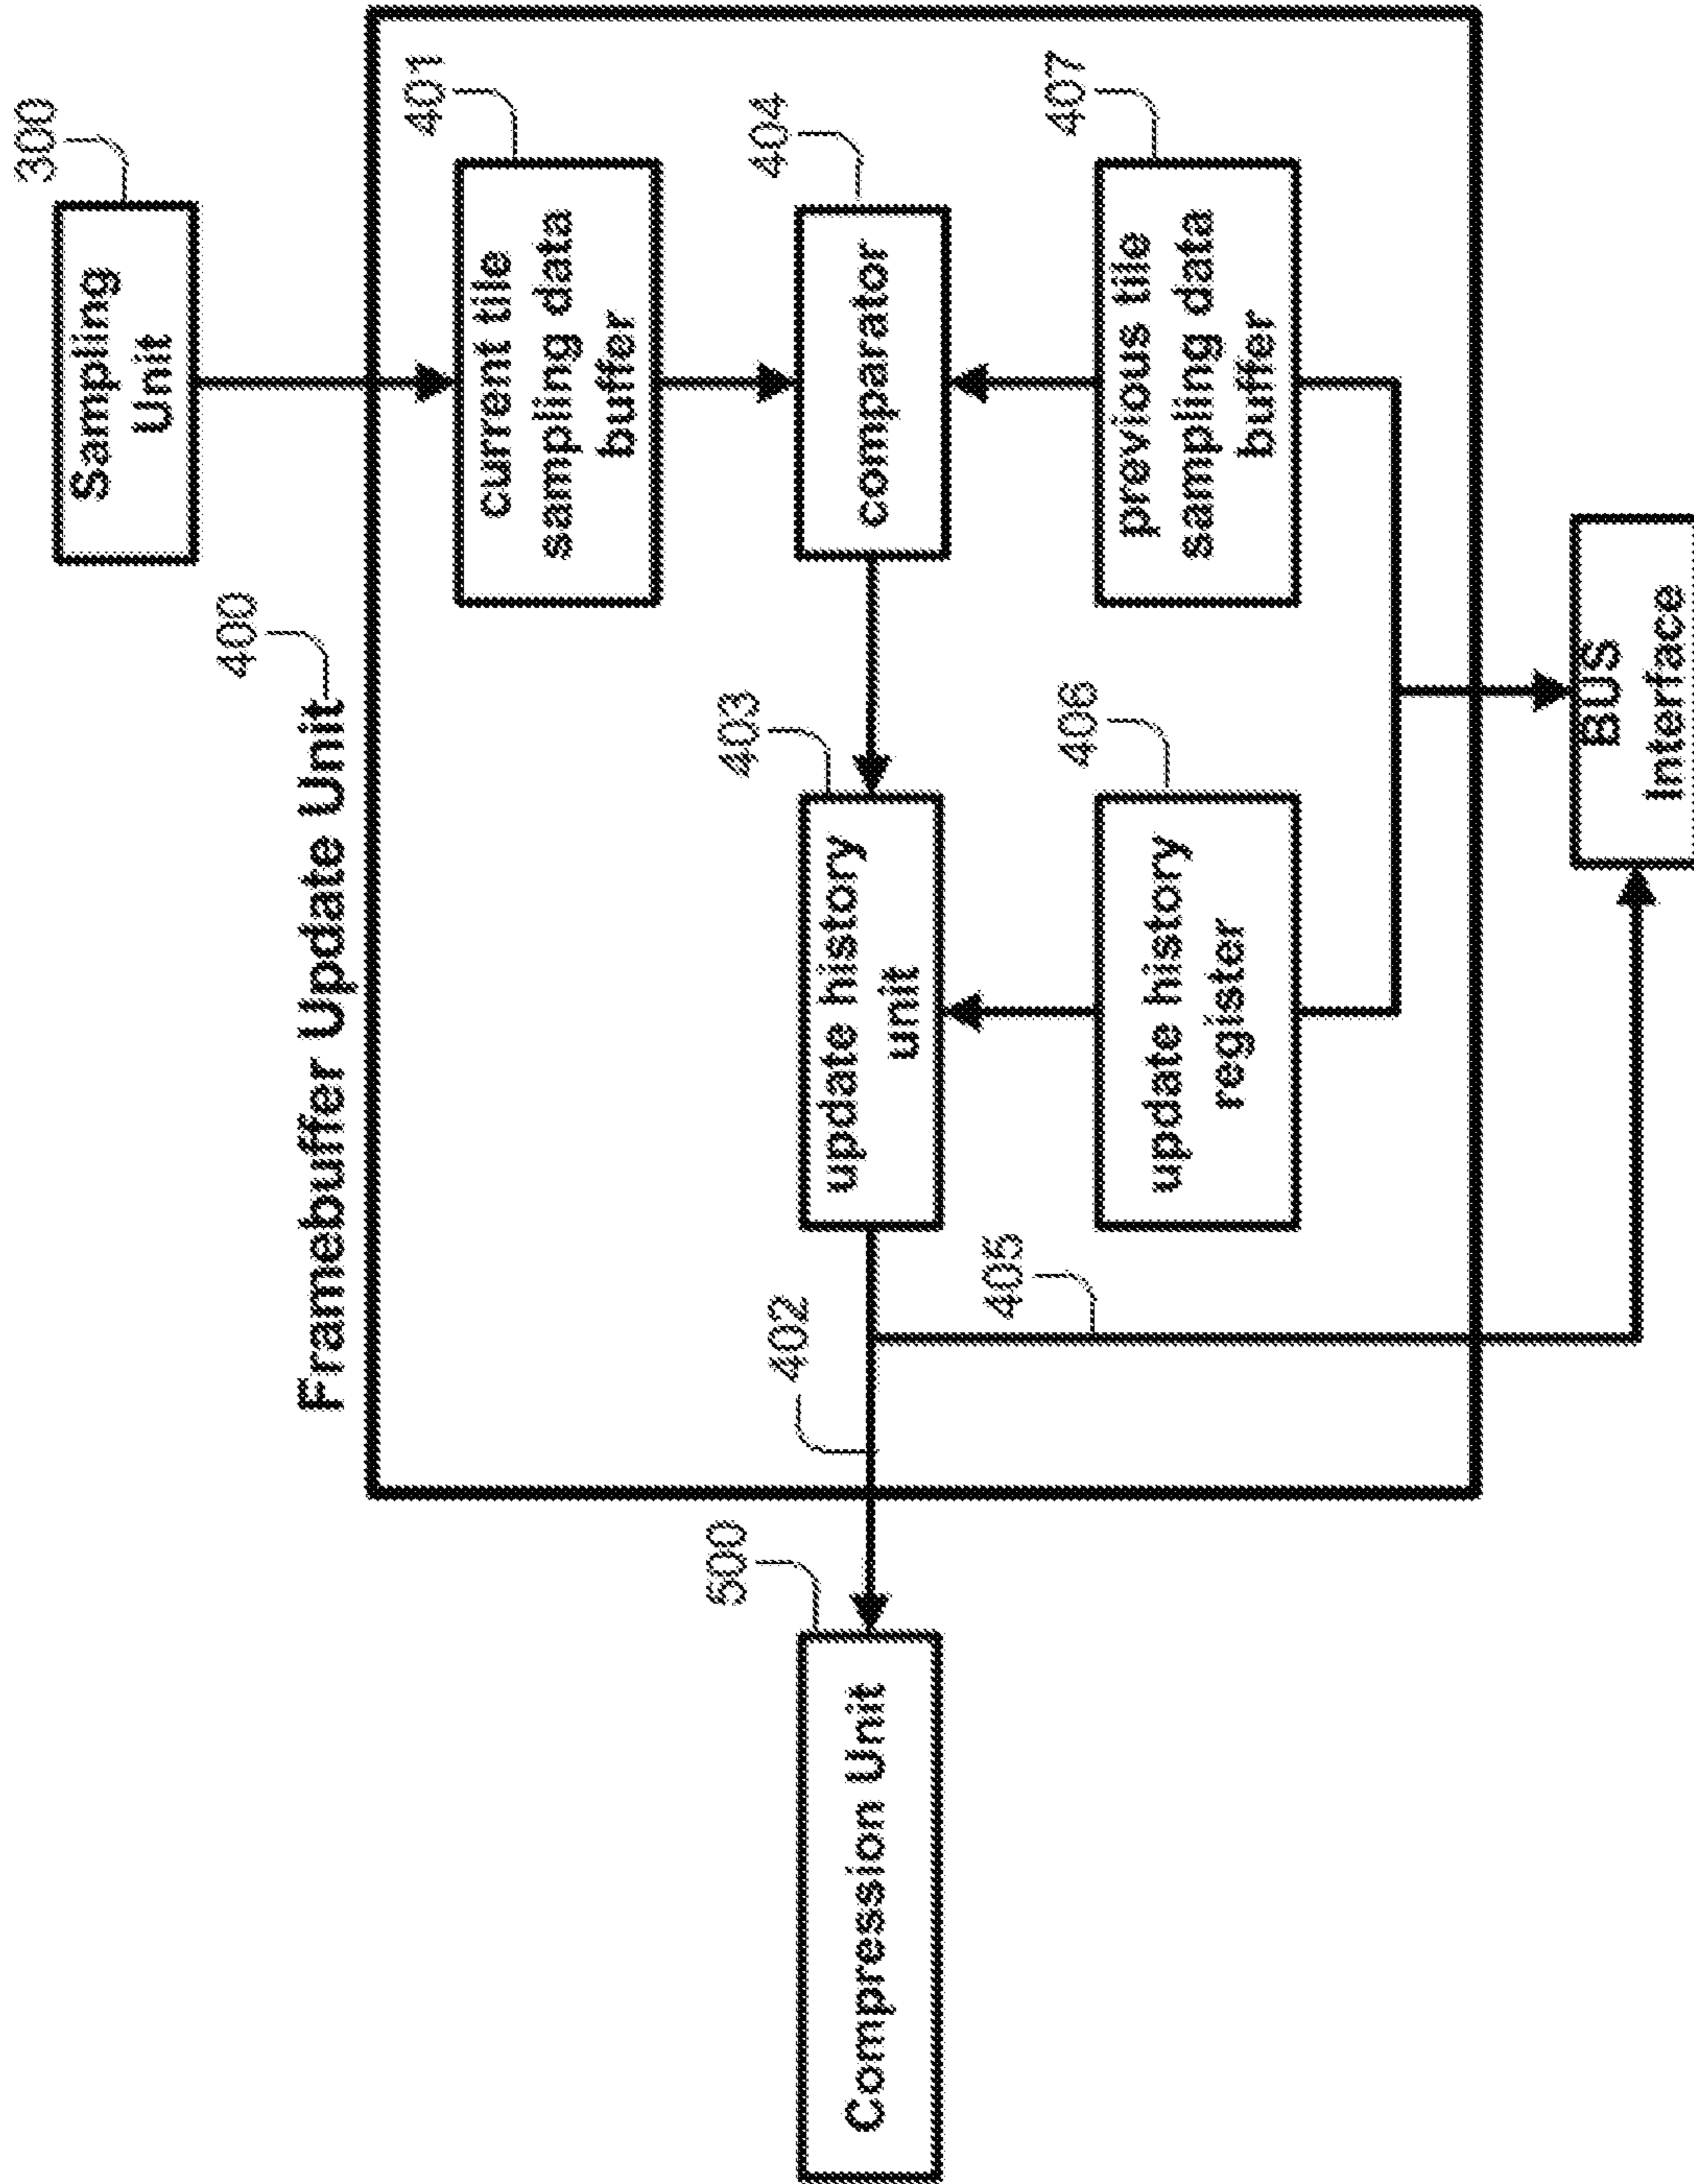 300
Sampling
Unit
Framebuffer Update Unit
400
401
current tile
sampling data
buffer
404
comparator
407
previous tile
sampling data
buffer
403
update history
unit
406
update history
register
402
405
500
Compression Unit
BUS
Interface